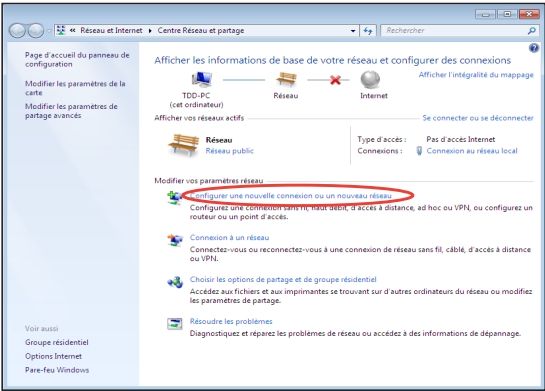 « Réseau et Internet ▸ Centre Réseau et partage
Rechercher
Page d'accueil du panneau de
configuration
Modifier les paramètres de la
carte
Modifier les paramètres de
partage avancés
Voir aussi
Groupe résidentiel
Options Internet
Pare-feu Windows
Afficher les informations de base de votre réseau et configurer des connexions
Afficher l'intégralité du mappage
TDD-PC
(cet ordinateur)
Réseau
Internet
Afficher vos réseaux actifs
Se connecter ou se déconnecter
Réseau
Réseau public
Type d'accès : Pas d'accès Internet
Connexions : Connexion au réseau local
Modifier vos paramètres réseau
Configurer une nouvelle connexion ou un nouveau réseau
Configurez une connexion sans fil, haut débit, d'accès à distance, ad hoc ou VPN, ou configurez un
routeur ou un point d'accès.
Connexion à un réseau
Connectez-vous ou reconnectez-vous à une connexion de réseau sans fil, câblé, d'accès à distance
ou VPN.
Choisir les options de partage et de groupe résidentiel
Accédez aux fichiers et aux imprimantes se trouvant sur d'autres ordinateurs du réseau ou modifiez
les paramètres de partage.
Résoudre les problèmes
Diagnostiquez et réparez les problèmes de réseau ou accédez à des informations de dépannage.